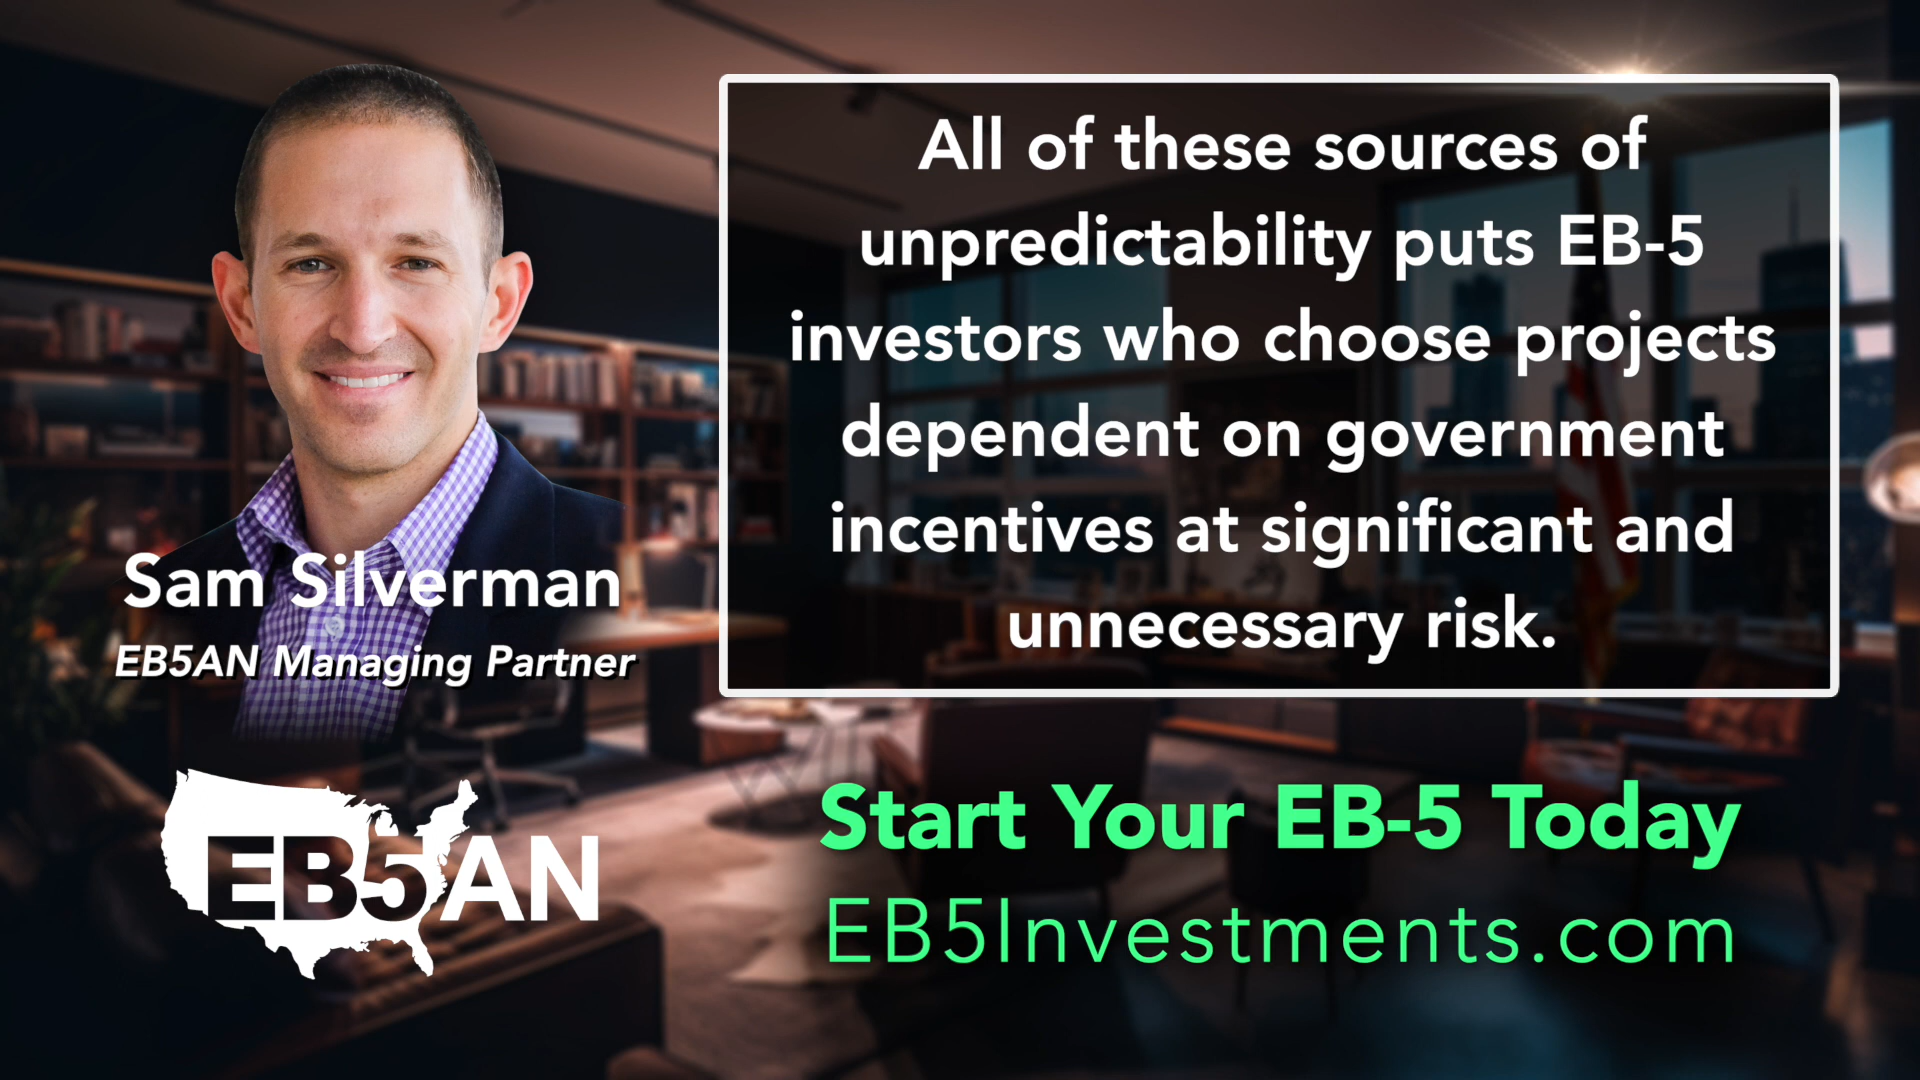 All of these sources of
unpredictability puts EB-5
investors who choose projects
dependent on government
incentives at significant and
unnecessary risk.
Sam Silverman
EB5AN Managing Partner
EB5AN
Start Your EB-5 Today
EB5Investments.com